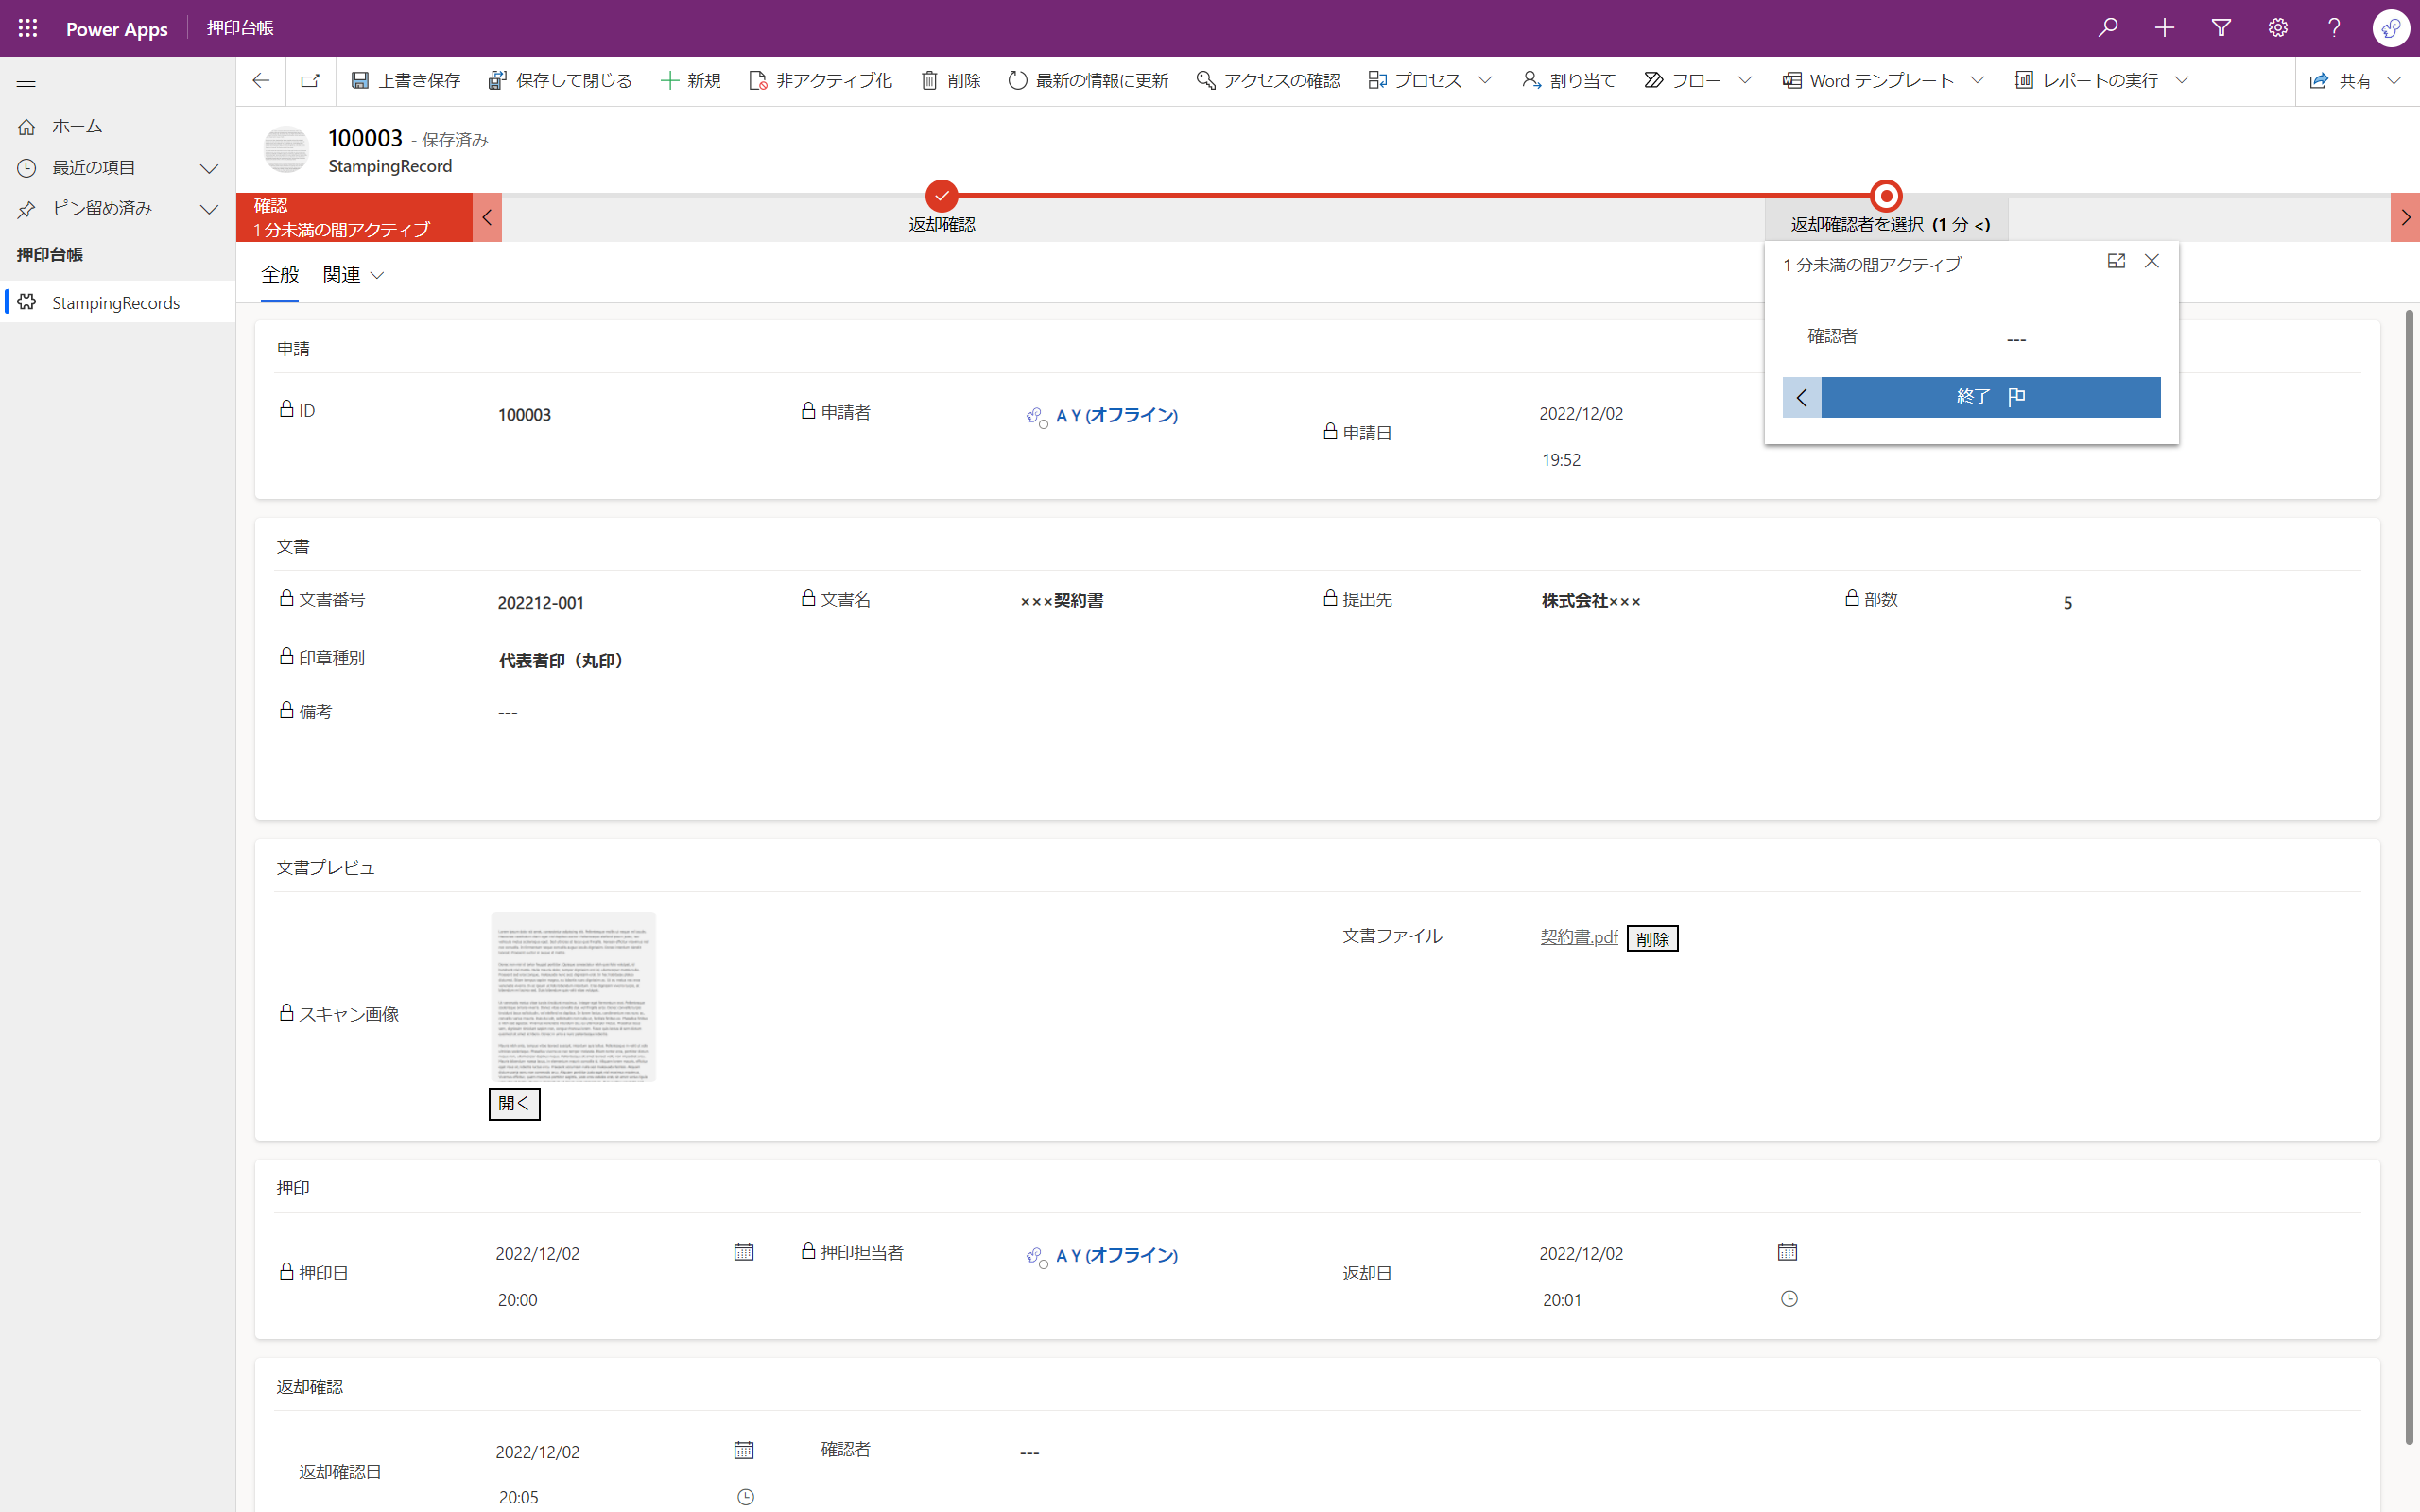 Power Apps 押印台帳
上書き保存 保存して閉じる 新規 非アクティブ化 削除 最新の情報に更新 アクセスの確認 プロセス 割り当て フロー Word テンプレート レポートの実行 共有
ホーム
最近の項目
ピン留め済み
押印台帳
StampingRecords
100003 - 保存済み
StampingRecord
確認
1 分未満の間アクティブ
返却確認
返却確認者を選択 (1 分 <)
全般 関連
1 分未満の間アクティブ
確認者 ---
終了
申請
ID 100003 申請者 A Y (オフライン) 申請日 2022/12/02
19:52
文書
文書番号 202212-001 文書名 ×××契約書 提出先 株式会社××× 部数 5
印章種別 代表者印（丸印）
備考 ---
文書プレビュー
スキャン画像 文書ファイル 契約書.pdf 削除
開く
押印
押印日 2022/12/02 押印担当者 A Y (オフライン) 返却日 2022/12/02
20:00 20:01
返却確認
返却確認日 2022/12/02 確認者 ---
20:05